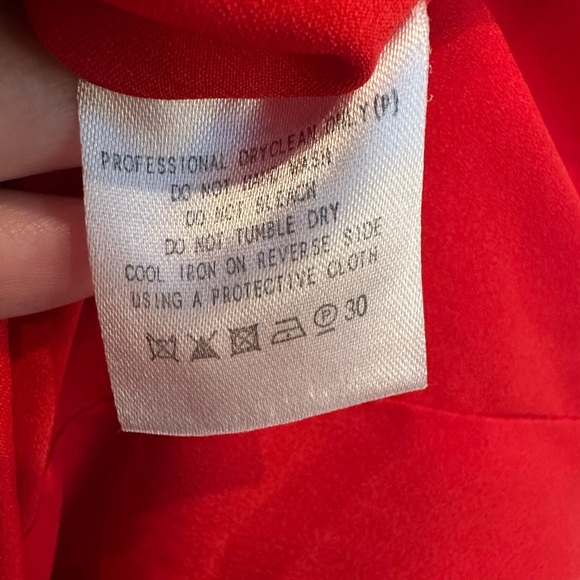 PROFESSIONAL DRYCLEAN ONLY (P)
DO NOT HAND WASH
DO NOT BLEACH
DO NOT TUMBLE DRY
COOL IRON ON REVERSE SIDE
USING A PROTECTIVE CLOTH
P 30